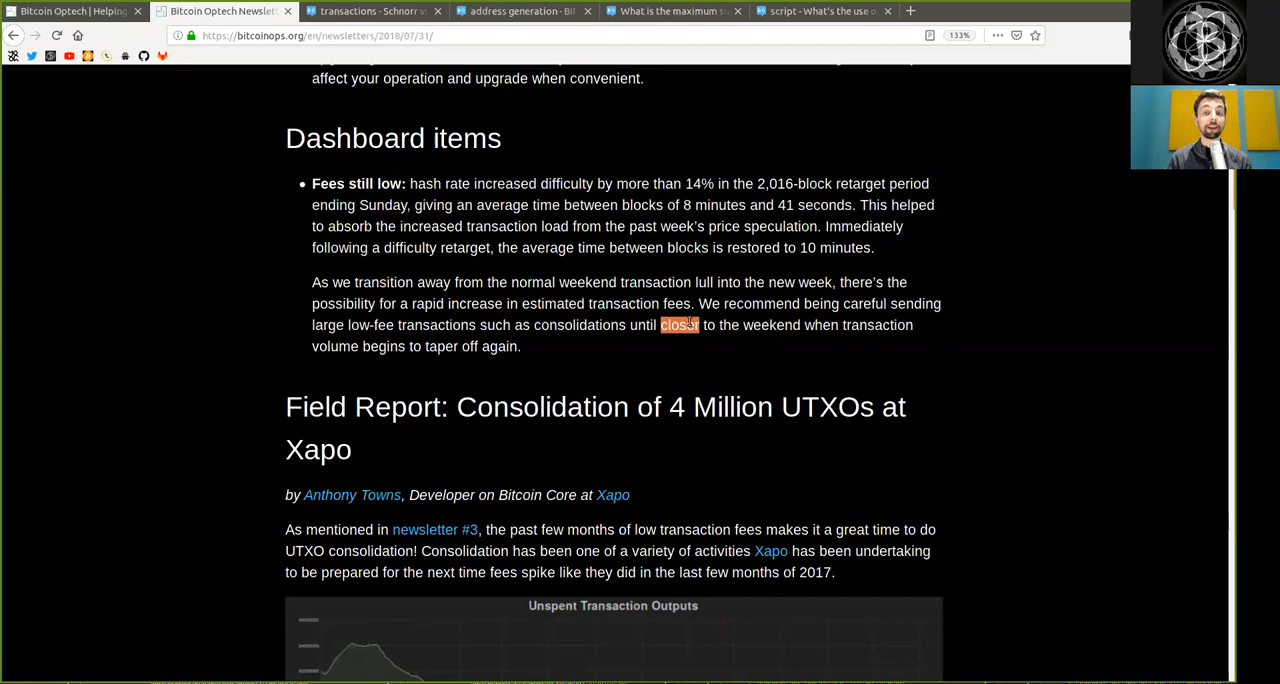 Bitcoin Optech | Helping
Bitcoin Optech Newslett
transactions - Schnorr v
address generation - Bi
What is the maximum s
script - What's the use o
https://bitcoinops.org/en/newsletters/2018/07/31/
133%
affect your operation and upgrade when convenient.
Dashboard items
Fees still low: hash rate increased difficulty by more than 14% in the 2,016-block retarget period
ending Sunday, giving an average time between blocks of 8 minutes and 41 seconds. This helped
to absorb the increased transaction load from the past week's price speculation. Immediately
following a difficulty retarget, the average time between blocks is restored to 10 minutes.
As we transition away from the normal weekend transaction lull into the new week, there's the
possibility for a rapid increase in estimated transaction fees. We recommend being careful sending
large low-fee transactions such as consolidations until closer to the weekend when transaction
volume begins to taper off again.
Field Report: Consolidation of 4 Million UTXOs at
Xapo
by Anthony Towns, Developer on Bitcoin Core at Xapo
As mentioned in newsletter #3, the past few months of low transaction fees makes it a great time to do
UTXO consolidation! Consolidation has been one of a variety of activities Xapo has been undertaking
to be prepared for the next time fees spike like they did in the last few months of 2017.
Unspent Transaction Outputs